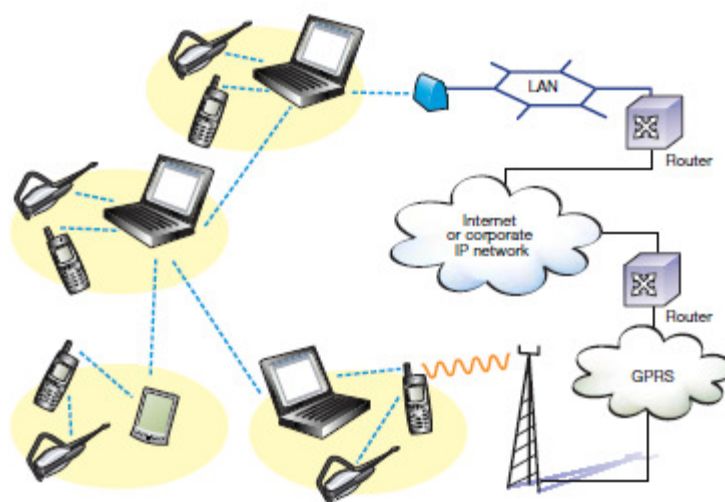 LAN
Router
Internet
or corporate
IP network
Router
GPRS